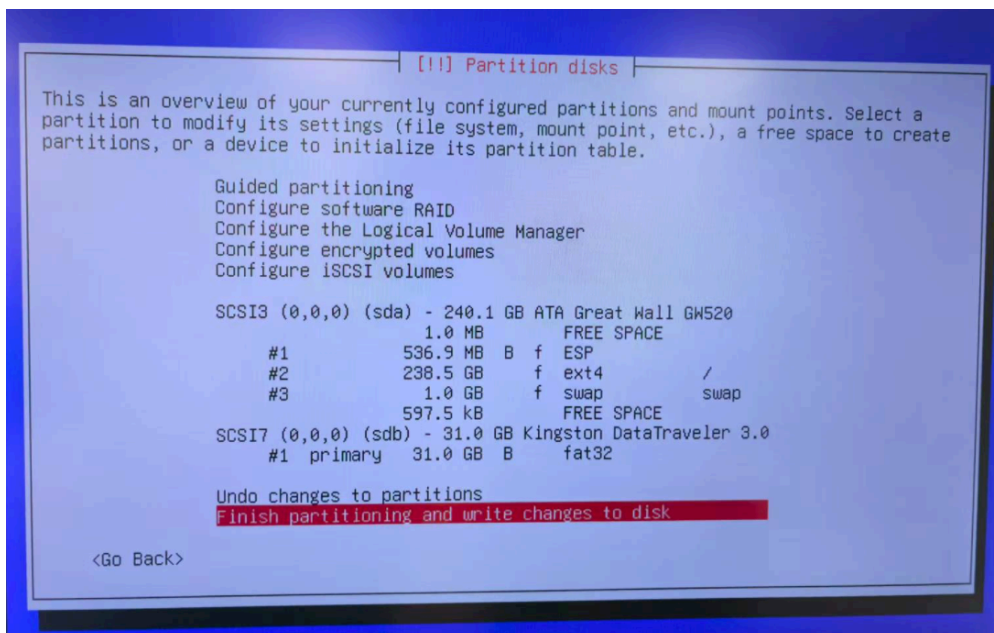 [!!] Partition disks
This is an overview of your currently configured partitions and mount points. Select a
partition to modify its settings (file system, mount point, etc.), a free space to create
partitions, or a device to initialize its partition table.
Guided partitioning
Configure software RAID
Configure the Logical Volume Manager
Configure encrypted volumes
Configure iSCSI volumes
SCSI3 (0,0,0) (sda) - 240.1 GB ATA Great Wall GW520
1.0 MB FREE SPACE
#1 536.9 MB B f ESP
#2 238.5 GB f ext4 /
#3 1.0 GB f swap swap
597.5 kB FREE SPACE
SCSI7 (0,0,0) (sdb) - 31.0 GB Kingston DataTraveler 3.0
#1 primary 31.0 GB B fat32
Undo changes to partitions
Finish partitioning and write changes to disk
<Go Back>